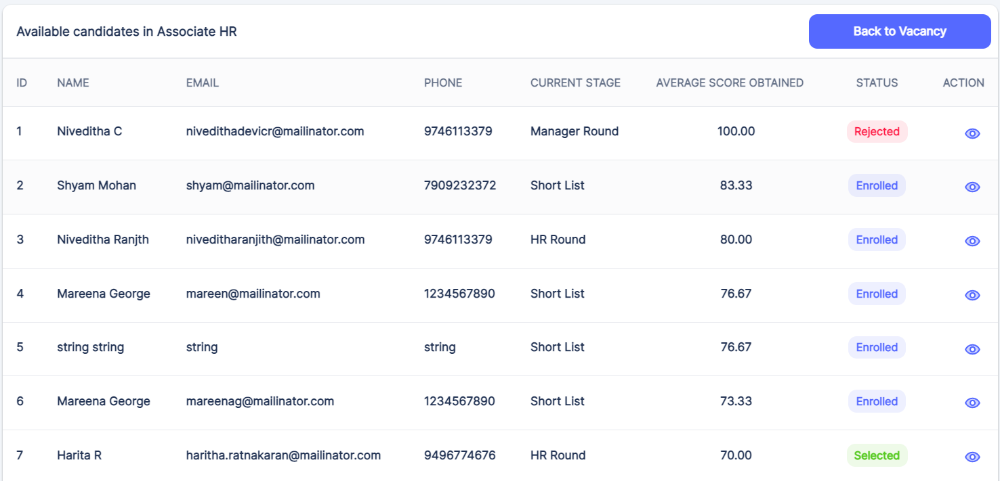 Available candidates in Associate HR
Back to Vacancy
ID NAME EMAIL PHONE CURRENT STAGE AVERAGE SCORE OBTAINED STATUS ACTION
1 Niveditha C nivedithadevicr@mailinator.com 9746113379 Manager Round 100.00 Rejected
2 Shyam Mohan shyam@mailinator.com 7909232372 Short List 83.33 Enrolled
3 Niveditha Ranjth niveditharanjith@mailinator.com 9746113379 HR Round 80.00 Enrolled
4 Mareena George mareen@mailinator.com 1234567890 Short List 76.67 Enrolled
5 string string string string Short List 76.67 Enrolled
6 Mareena George mareenag@mailinator.com 1234567890 Short List 73.33 Enrolled
7 Harita R haritha.ratnakaran@mailinator.com 9496774676 HR Round 70.00 Selected